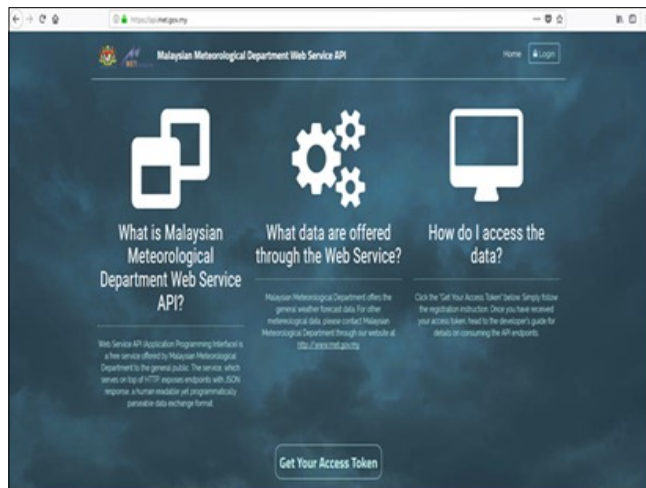 https://api.met.gov.my
MET
Malaysian Meteorological Department Web Service API
Home
Login
What is Malaysian
Meteorological
Department Web Service
API?
Web Service API (Application Programming Interface) is
a free service offered by Malaysian Meteorological
Department to the general public. The service, which
serves on top of HTTP, exposes endpoints with JSON
response, a human readable yet programmatically
parseable data exchange format.
What data are offered
through the Web Service?
Malaysian Meteorological Department offers the
general weather forecast data. For other
metereological data, please contact Malaysian
Meteorological Department through our website at
http://www.met.gov.my
How do I access the
data?
Click the "Get Your Access Token" below. Simply follow
the registration instruction. Once you have received
your access token, head to the developer's guide for
details on consuming the API endpoints.
Get Your Access Token